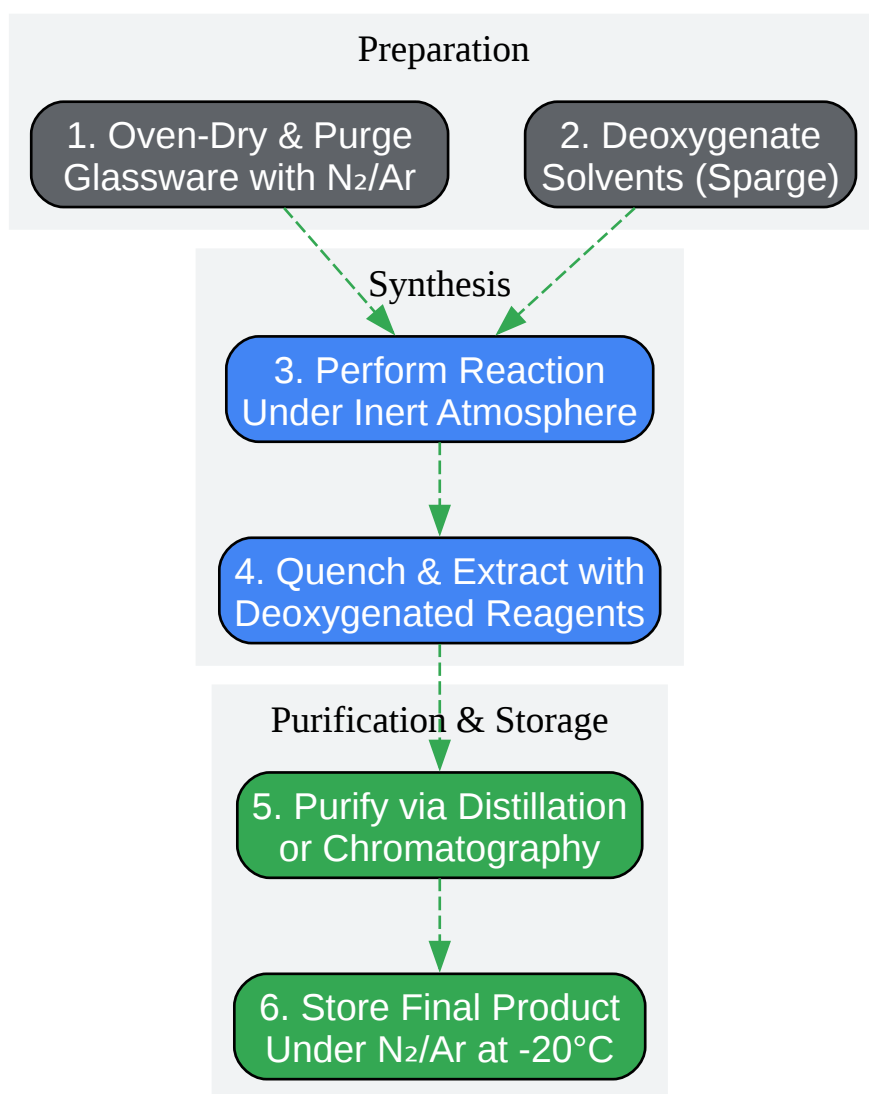 Preparation
1. Oven-Dry & Purge
Glassware with N₂/Ar
2. Deoxygenate
Solvents (Sparge)
Synthesis
3. Perform Reaction
Under Inert Atmosphere
4. Quench & Extract with
Deoxygenated Reagents
Purification & Storage
5. Purify via Distillation
or Chromatography
6. Store Final Product
Under N₂/Ar at -20°C